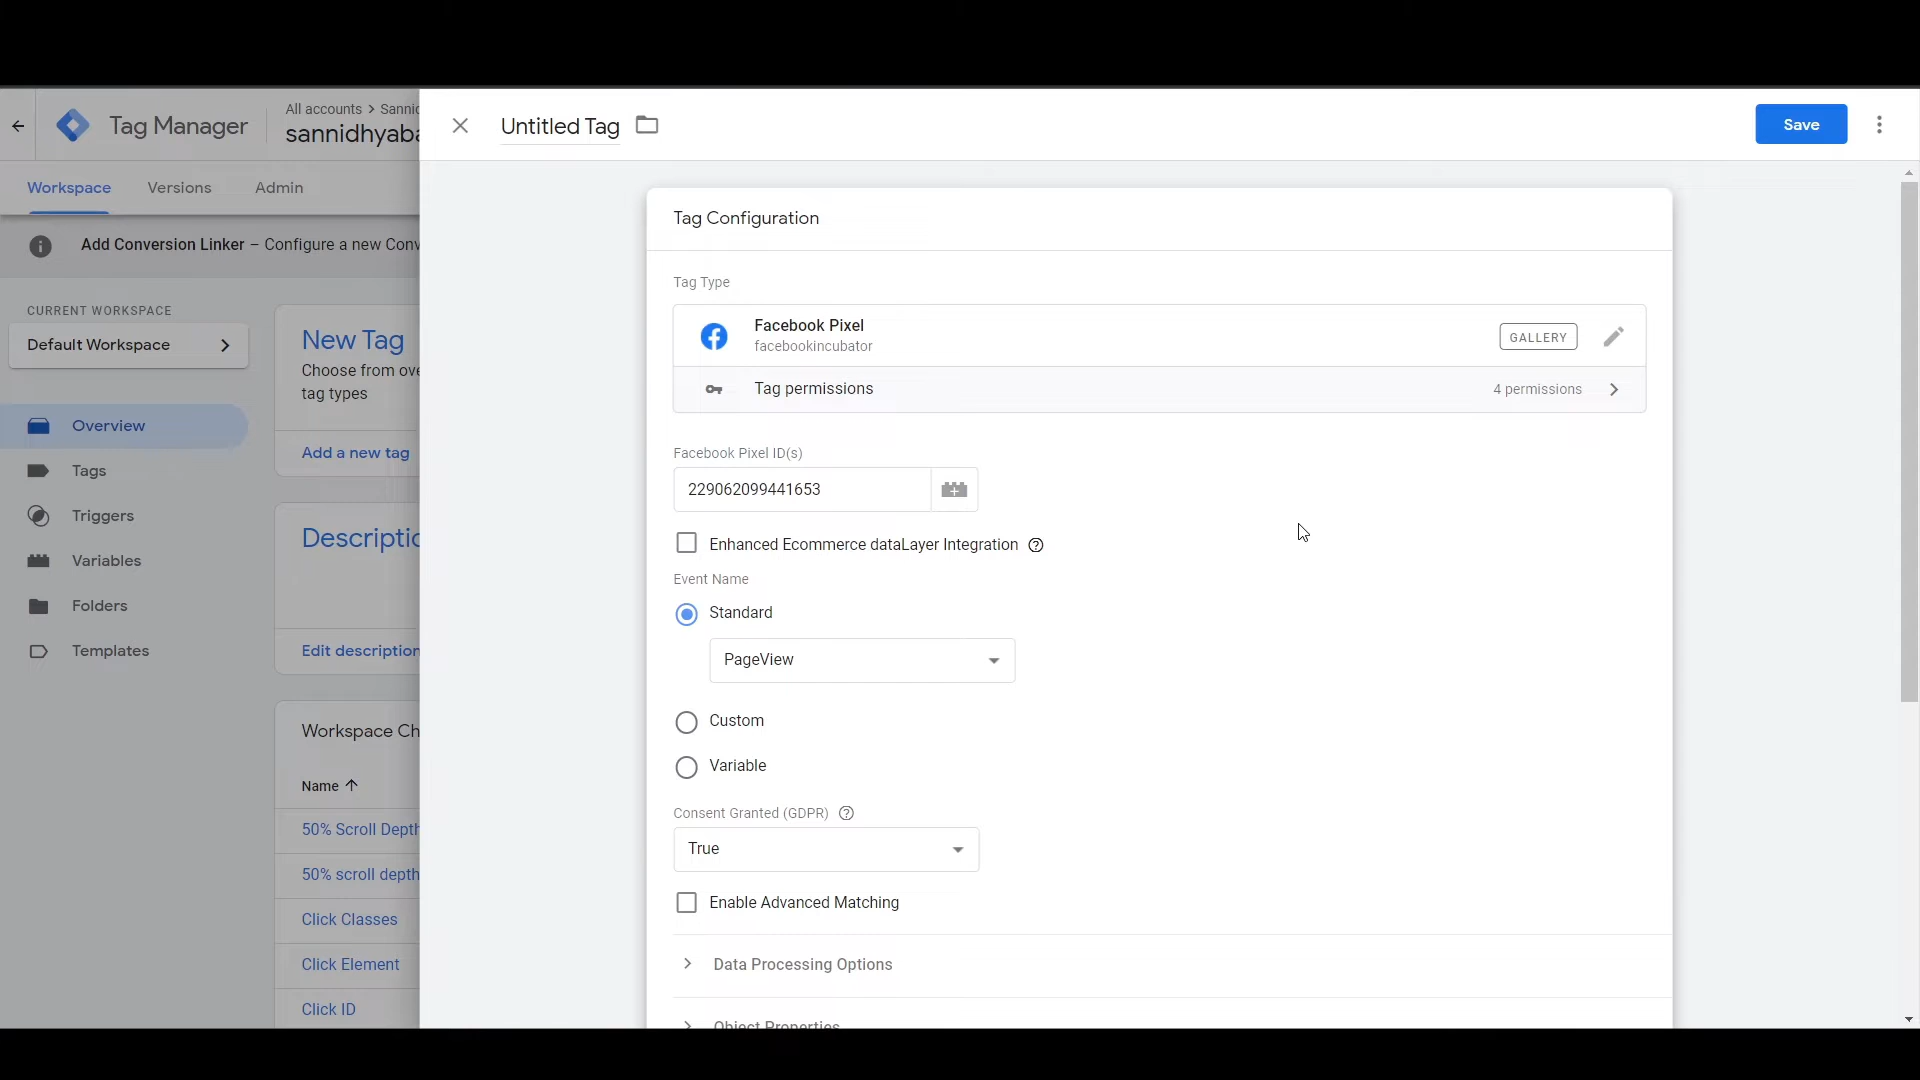 Tag Manager
All accounts > Sannid
sannidhyaba
Untitled Tag
Save
Workspace
Versions
Admin
Add Conversion Linker – Configure a new Conv
CURRENT WORKSPACE
Default Workspace
Overview
Tags
Triggers
Variables
Folders
Templates
New Tag
Choose from ove
tag types
Add a new tag
Descriptio
Edit description
Workspace Ch
Name
50% Scroll Depth
50% scroll depth
Click Classes
Click Element
Click ID
Tag Configuration
Tag Type
Facebook Pixel
facebookincubator
GALLERY
Tag permissions
4 permissions
Facebook Pixel ID(s)
229062099441653
Enhanced Ecommerce dataLayer Integration
Event Name
Standard
PageView
Custom
Variable
Consent Granted (GDPR)
True
Enable Advanced Matching
Data Processing Options
Object Properties